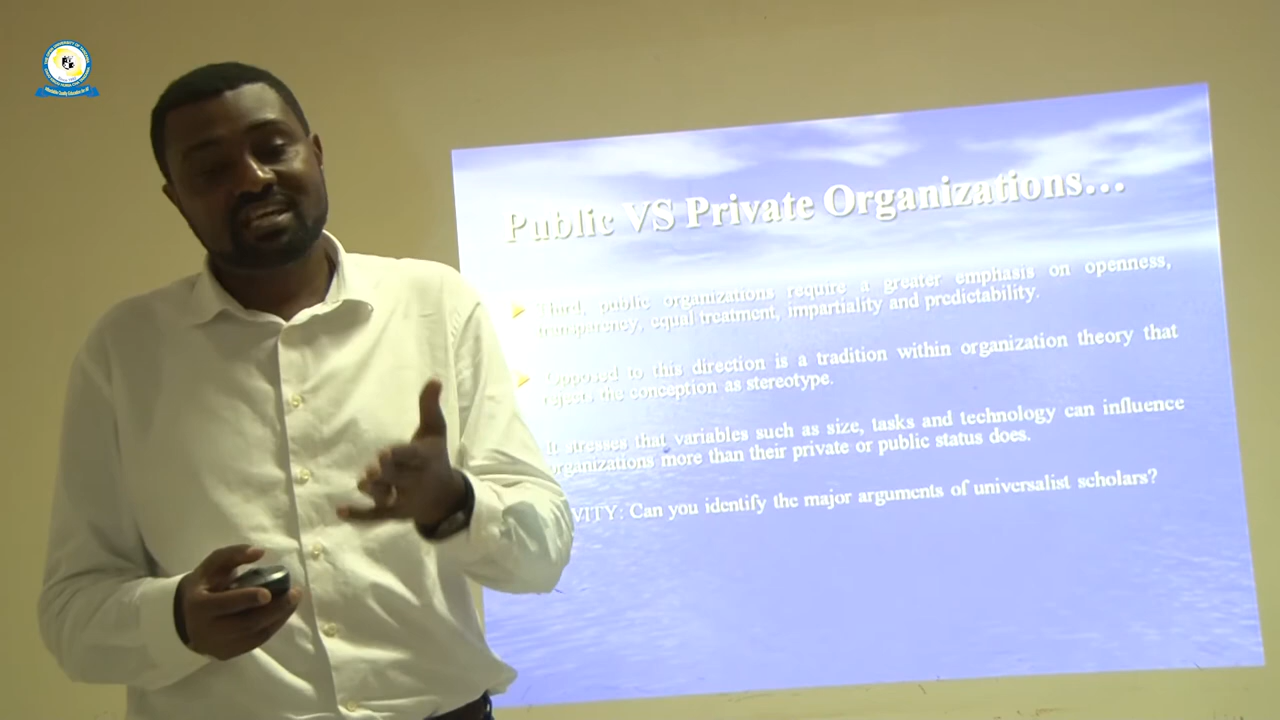 Public VS Private Organizations…
Third, public organizations require a greater emphasis on openness,
transparency, equal treatment, impartiality and predictability.
Opposed to this direction is a tradition within organization theory that
rejects the conception as stereotype.
It stresses that variables such as size, tasks and technology can influence
organizations more than their private or public status does.
VITY: Can you identify the major arguments of universalist scholars?